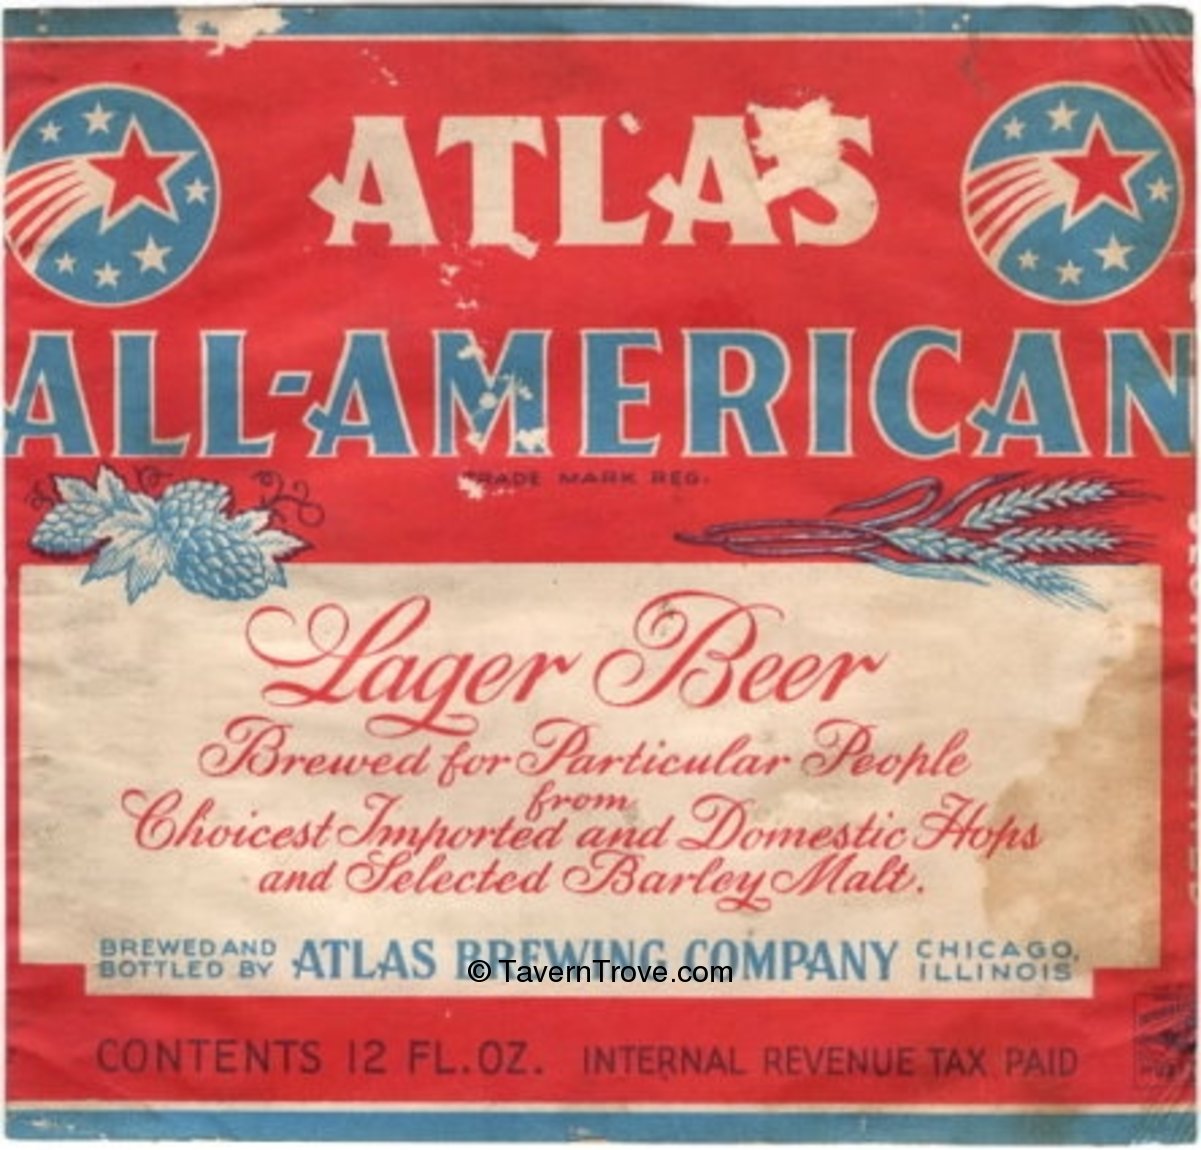 ATLAS
ALL-AMERICAN
TRADE MARK REG.
Lager Beer
Brewed for Particular People
from
Choicest Imported and Domestic Hops
and Selected Barley Malt.
BREWED AND
BOTTLED BY
ATLAS BREWING COMPANY
CHICAGO,
ILLINOIS
© TavernTrove.com
CONTENTS 12 FL. OZ.
INTERNAL REVENUE TAX PAID